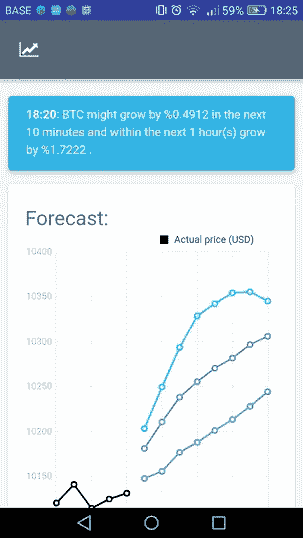 BASE 59% 18:25
18:20: BTC might grow by %0.4912 in the next
10 minutes and within the next 1 hour(s) grow
by %1.7222 .
Forecast:
Actual price (USD)
10400
10350
10300
10250
10200
10150